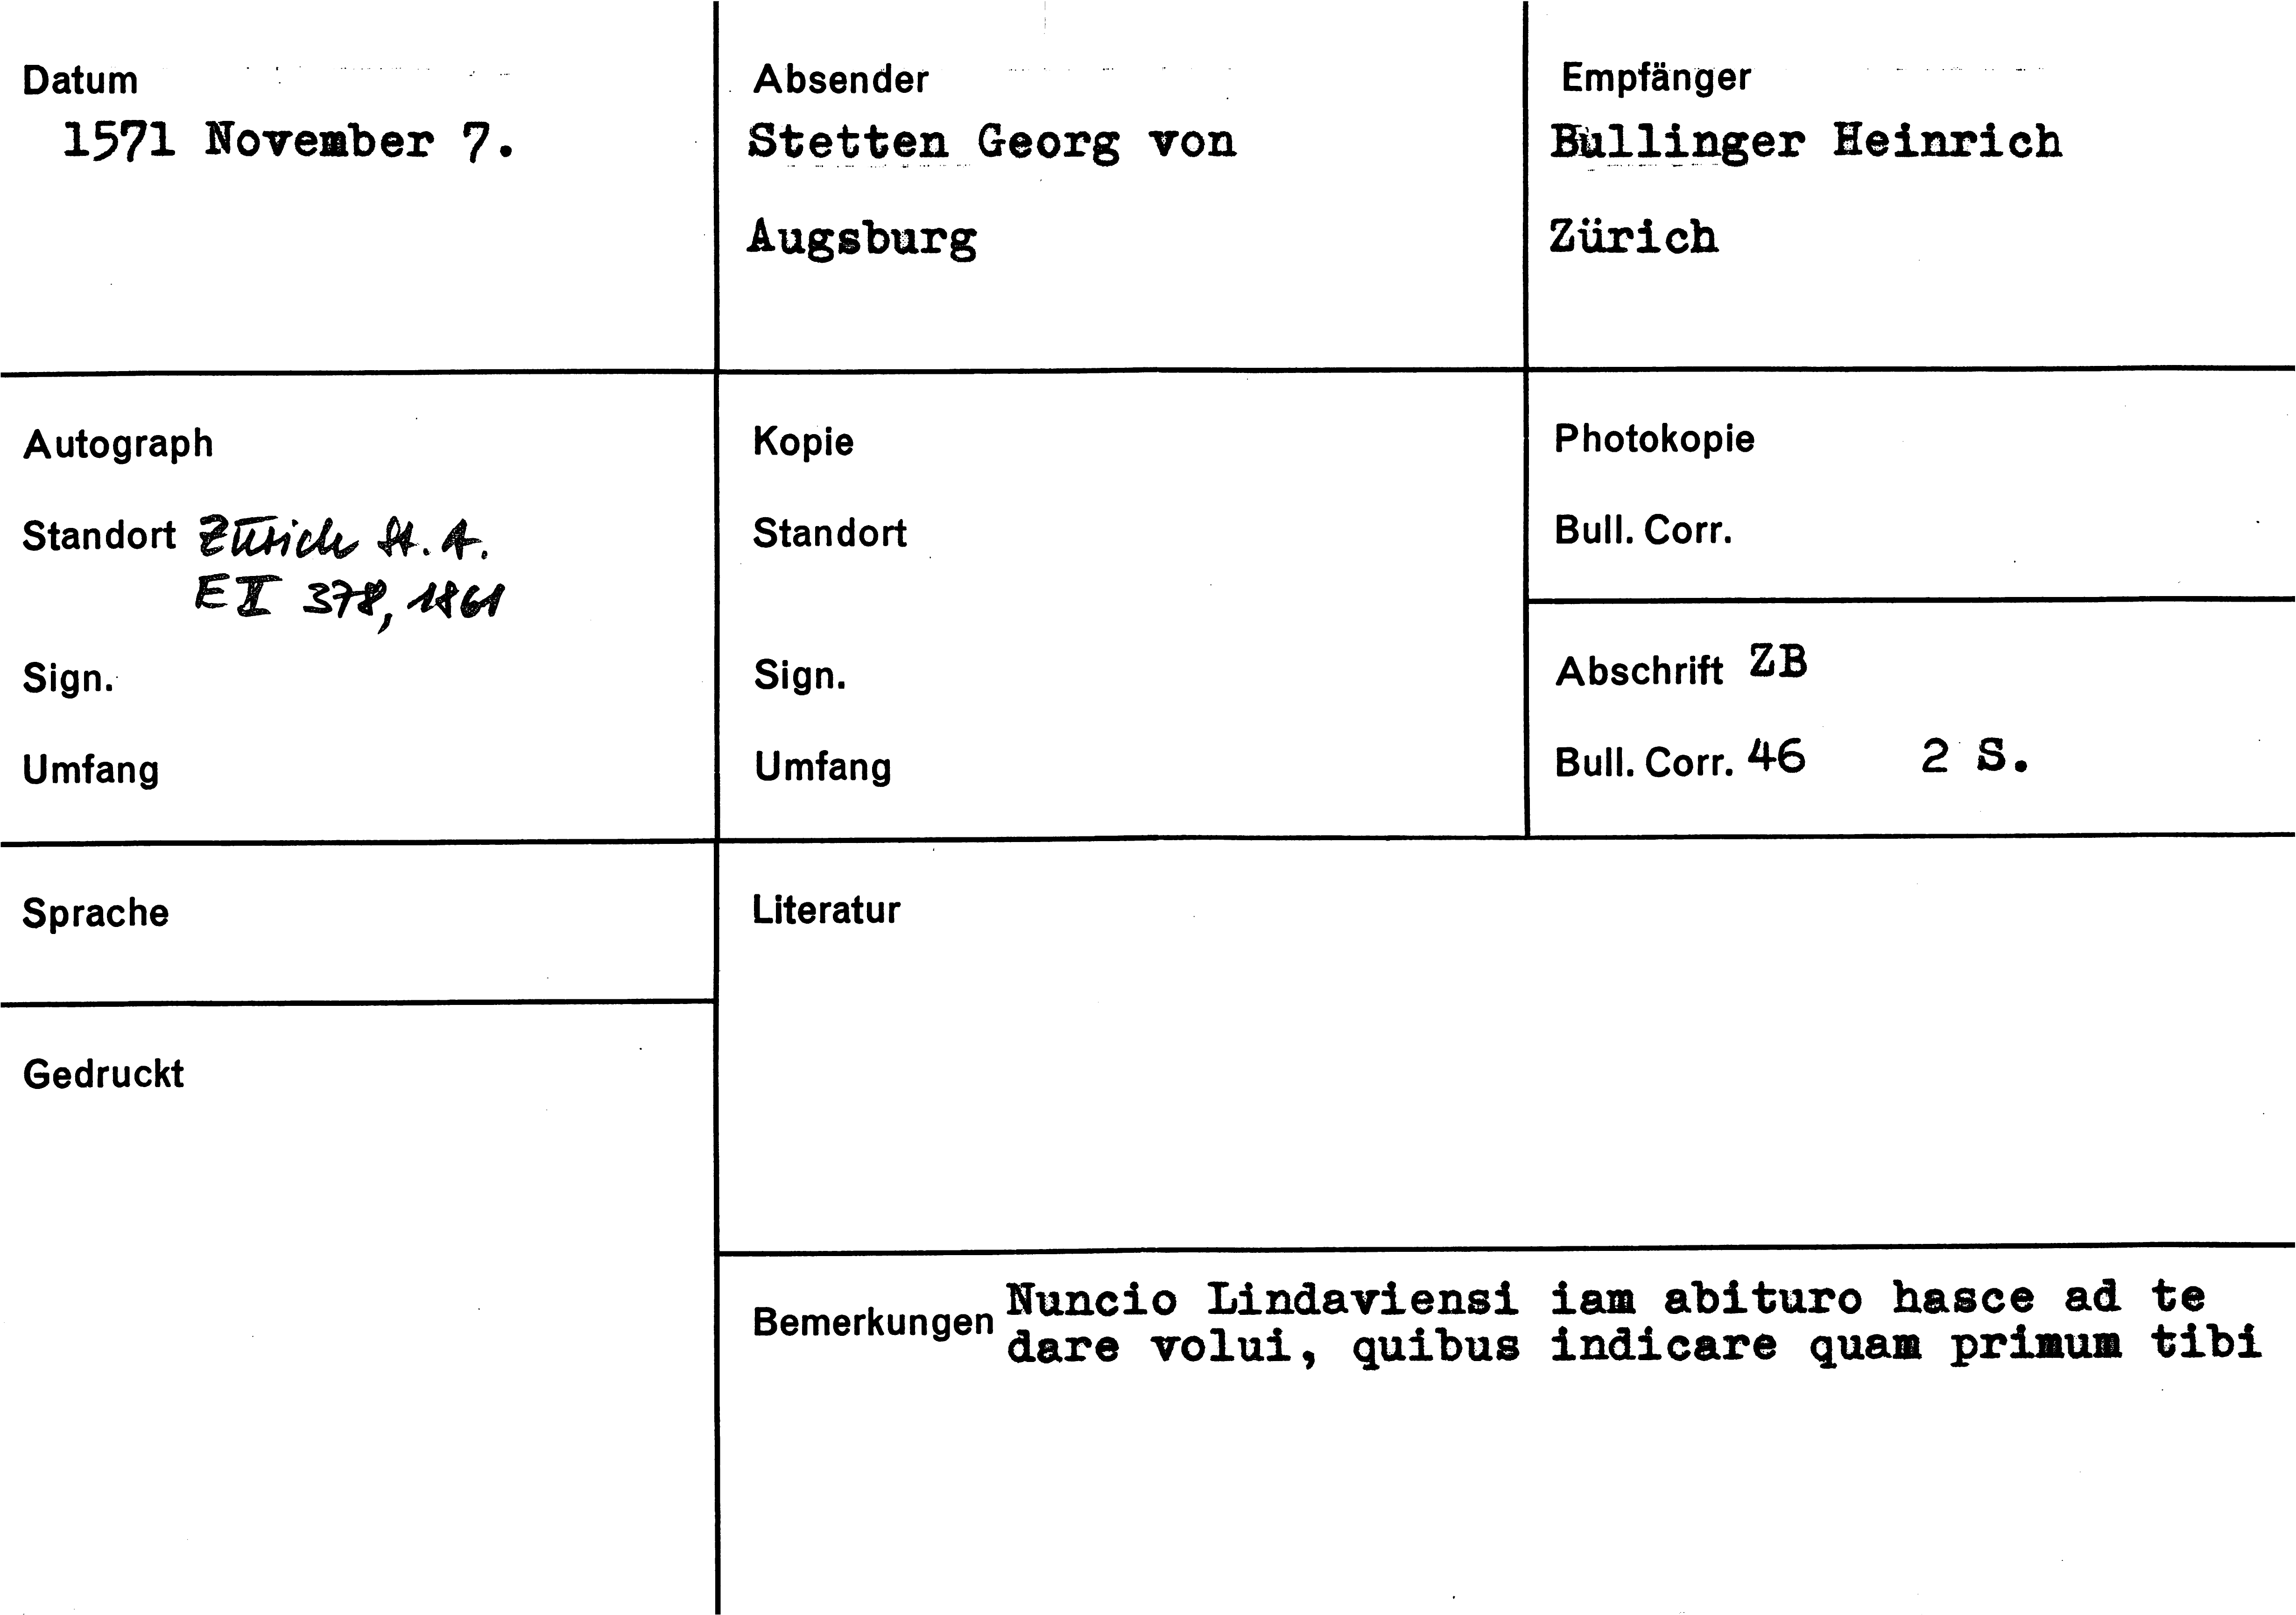 Datum
1571 November 7.
Absender
Stetten Georg von
Augsburg
Empfänger
Bullinger Heinrich
Zürich
Autograph
Standort Zürich St. A.
E II 378, 1861
Sign.
Umfang
Kopie
Standort
Sign.
Umfang
Photokopie
Bull. Corr.
Abschrift ZB
Bull. Corr. 46 2 S.
Sprache
Literatur
Gedruckt
Bemerkungen Nuncio Lindaviensi iam abituro hasce ad te
dare volui, quibus indicare quam primum tibi